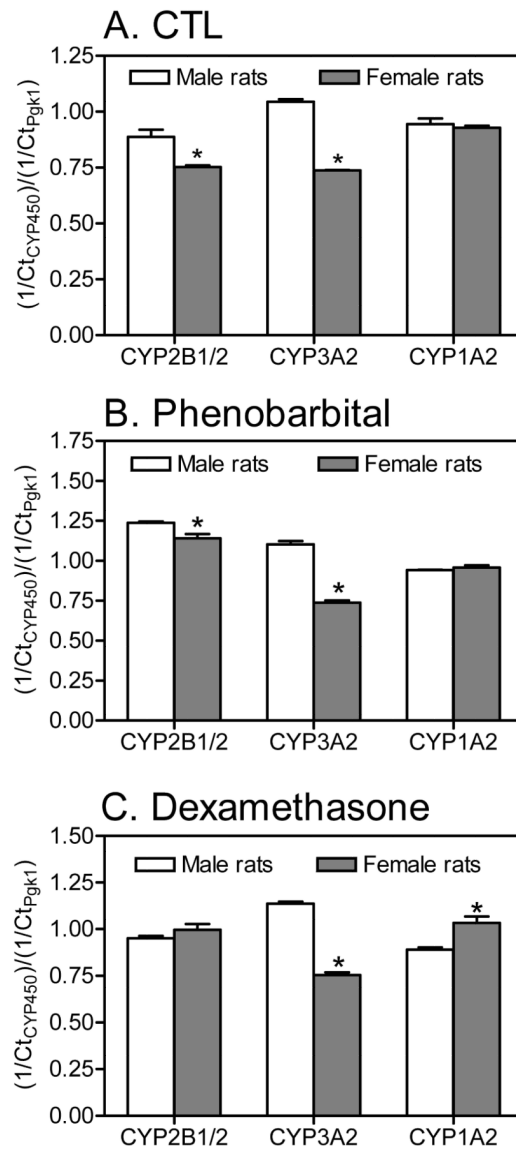 A. CTL
1.25
Male rats Female rats
1.00
*
*
0.75
0.50
0.25
0.00
(1/Ct_CYP450)/(1/Ct_Pgk1)
CYP2B1/2 CYP3A2 CYP1A2
B. Phenobarbital
1.75
Male rats Female rats
1.50
1.25
*
1.00
*
0.75
0.50
0.25
0.00
(1/Ct_CYP450)/(1/Ct_Pgk1)
CYP2B1/2 CYP3A2 CYP1A2
C. Dexamethasone
1.50
Male rats Female rats
1.25
*
1.00
*
0.75
0.50
0.25
0.00
(1/Ct_CYP450)/(1/Ct_Pgk1)
CYP2B1/2 CYP3A2 CYP1A2